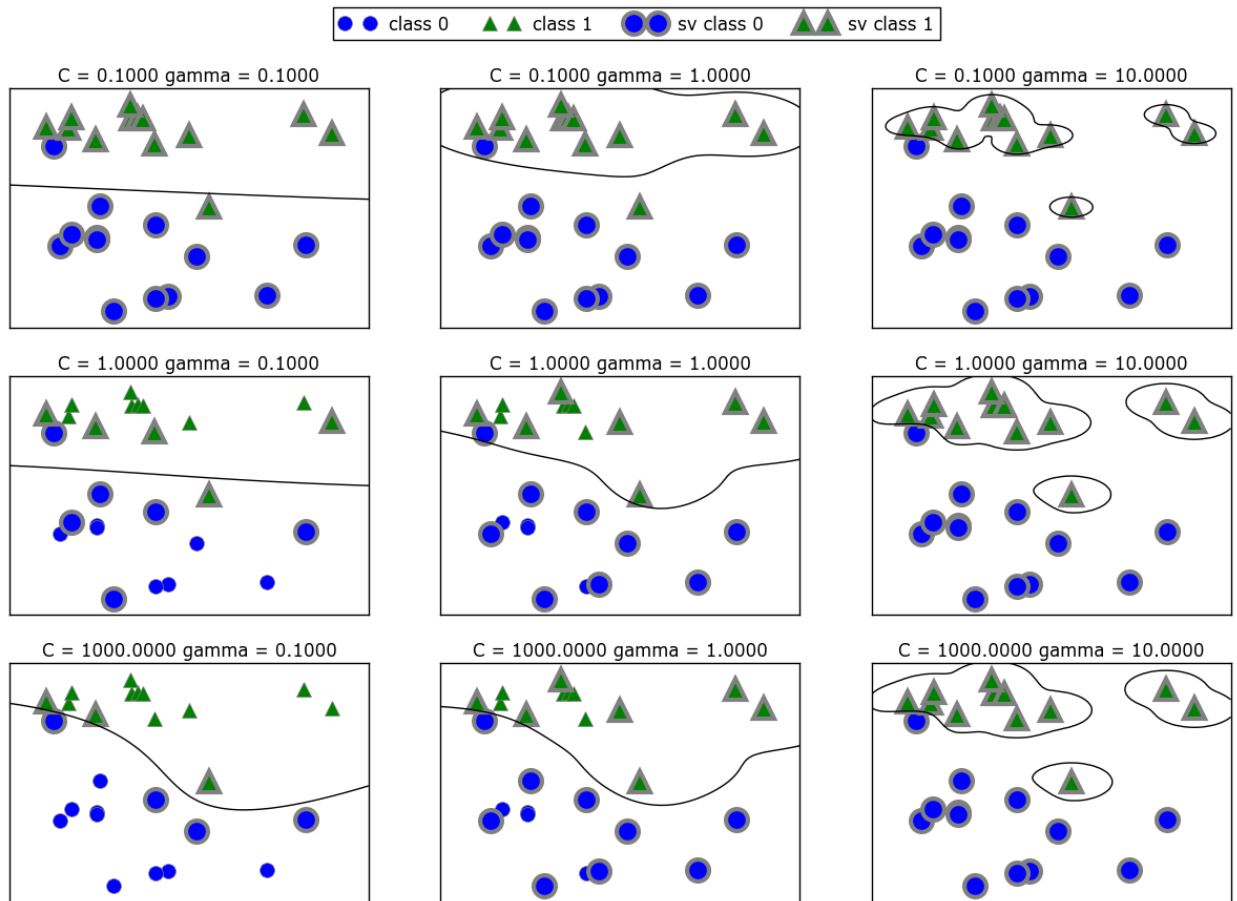 class 0 class 1 sv class 0 sv class 1
C = 0.1000 gamma = 0.1000
C = 0.1000 gamma = 1.0000
C = 0.1000 gamma = 10.0000
C = 1.0000 gamma = 0.1000
C = 1.0000 gamma = 1.0000
C = 1.0000 gamma = 10.0000
C = 1000.0000 gamma = 0.1000
C = 1000.0000 gamma = 1.0000
C = 1000.0000 gamma = 10.0000